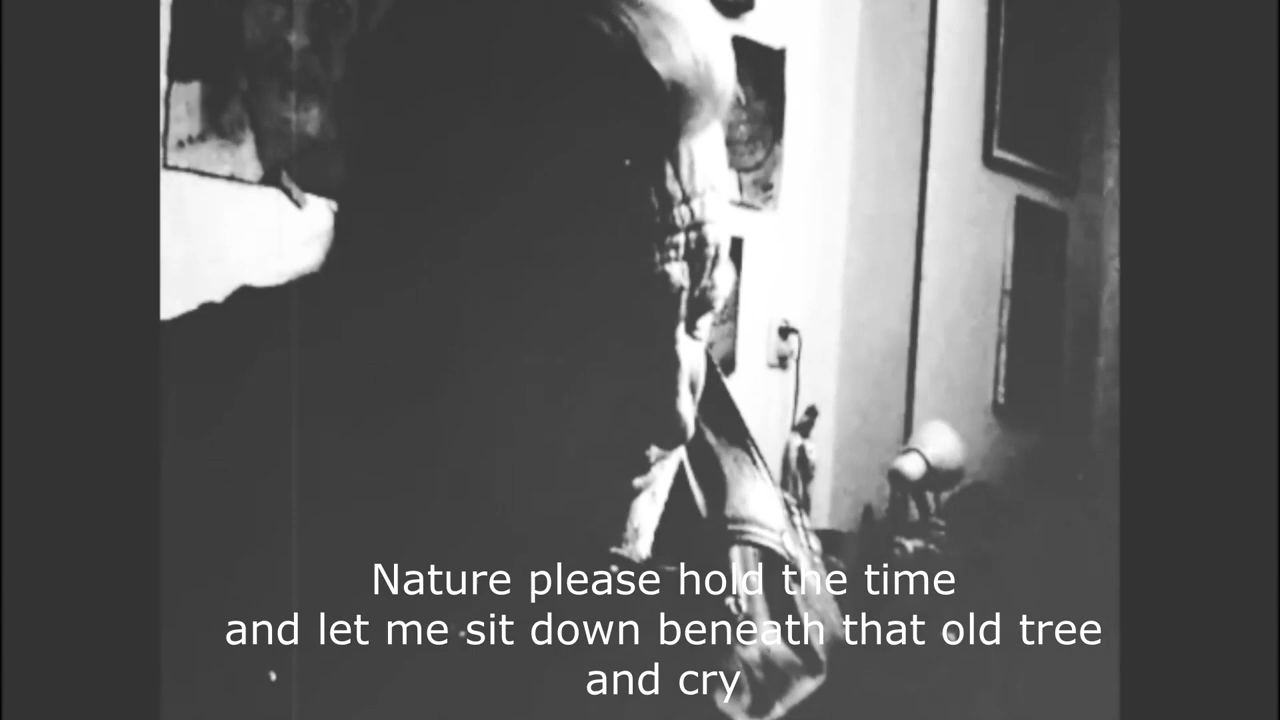 Nature please hold the time
and let me sit down beneath that old tree
and cry